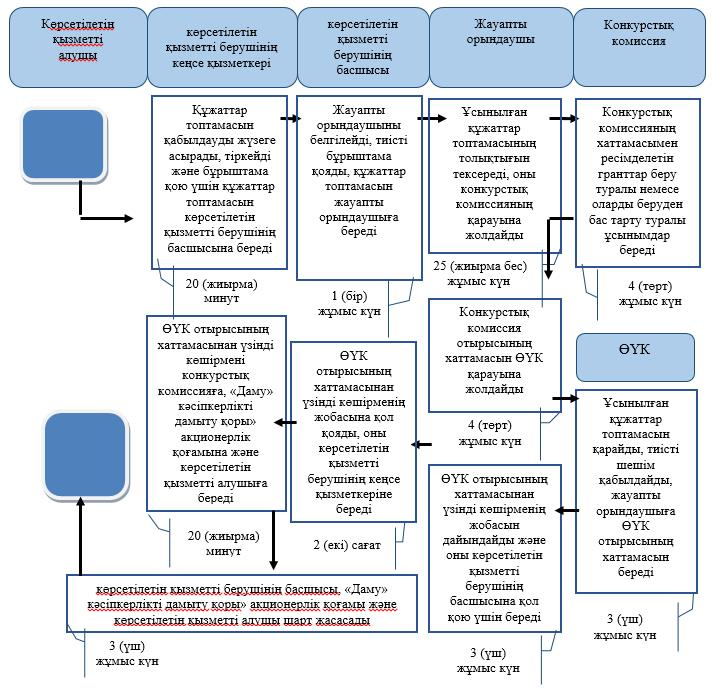 Көрсетілетін
қызметті
алушы
көрсетілетін
қызметті берушінің
кеңсе қызметкері
көрсетілетін
қызметті
берушінің
басшысы
Жауапты
орындаушы
Конкурстық
комиссия
Құжаттар
топтамасын
қабылдауды жүзеге
асырады, тіркейді
және бұрыштама
қою үшін құжаттар
топтамасын
көрсетілетін
қызметті берушінің
басшысына береді
Жауапты
орындаушыны
белгілейді, тиісті
бұрыштама
қояды, құжаттар
топтамасын
жауапты
орындаушыға
береді
Ұсынылған
құжаттар
топтамасының
толықтығын
тексереді, оны
конкурстық
комиссияның
қарауына
жолдайды
Конкурстық
комиссияның
хаттамасымен
ресімделетін
гранттар беру
туралы немесе
оларды беруден
бас тарту туралы
ұсынымдар
береді
20 (жиырма)
минут
1 (бір)
жұмыс күн
25 (жиырма бес)
жұмыс күн
4 (төрт)
жұмыс күн
ӨҮК отырысының
хаттамасынан үзінді
көшірмені
конкурстық
комиссияға, «Даму»
кәсіпкерлікті
дамыту қоры»
акционерлік
қоғамына және
көрсетілетін
қызметті алушыға
береді
ӨҮК
отырысының
хаттамасынан
үзінді көшірменің
жобасына қол
қояды, оны
көрсетілетін
қызметті
берушінің кеңсе
қызметкеріне
береді
Конкурстық
комиссия
отырысының
хаттамасын ӨҮК
қарауына
жолдайды
ӨҮК
Ұсынылған
құжаттар
топтамасын
қарайды, тиісті
шешім
қабылдайды,
жауапты
орындаушыға
ӨҮК
отырысының
хаттамасын
береді
4 (төрт)
жұмыс күн
ӨҮК отырысының
хаттамасынан
үзінді көшірменің
жобасын
дайындайды және
оны көрсетілетін
қызметті
берушінің
басшысына қол
қою үшін береді
20 (жиырма)
минут
2 (екі) сағат
көрсетілетін қызметті берушінің басшысы, «Даму»
кәсіпкерлікті дамыту қоры» акционерлік қоғамы және
көрсетілетін қызметті алушы шарт жасасады
3 (үш)
жұмыс күн
3 (үш)
жұмыс күн
3 (үш)
жұмыс күн